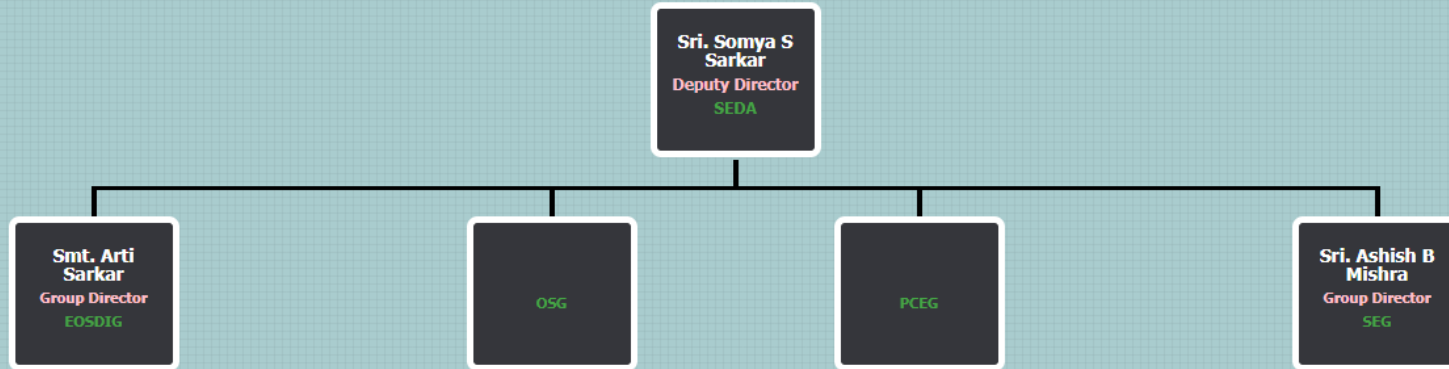 Sri. Somya S
Sarkar
Deputy Director
SEDA
Smt. Arti
Sarkar
Group Director
EOSDIG
OSG
PCEG
Sri. Ashish B
Mishra
Group Director
SEG